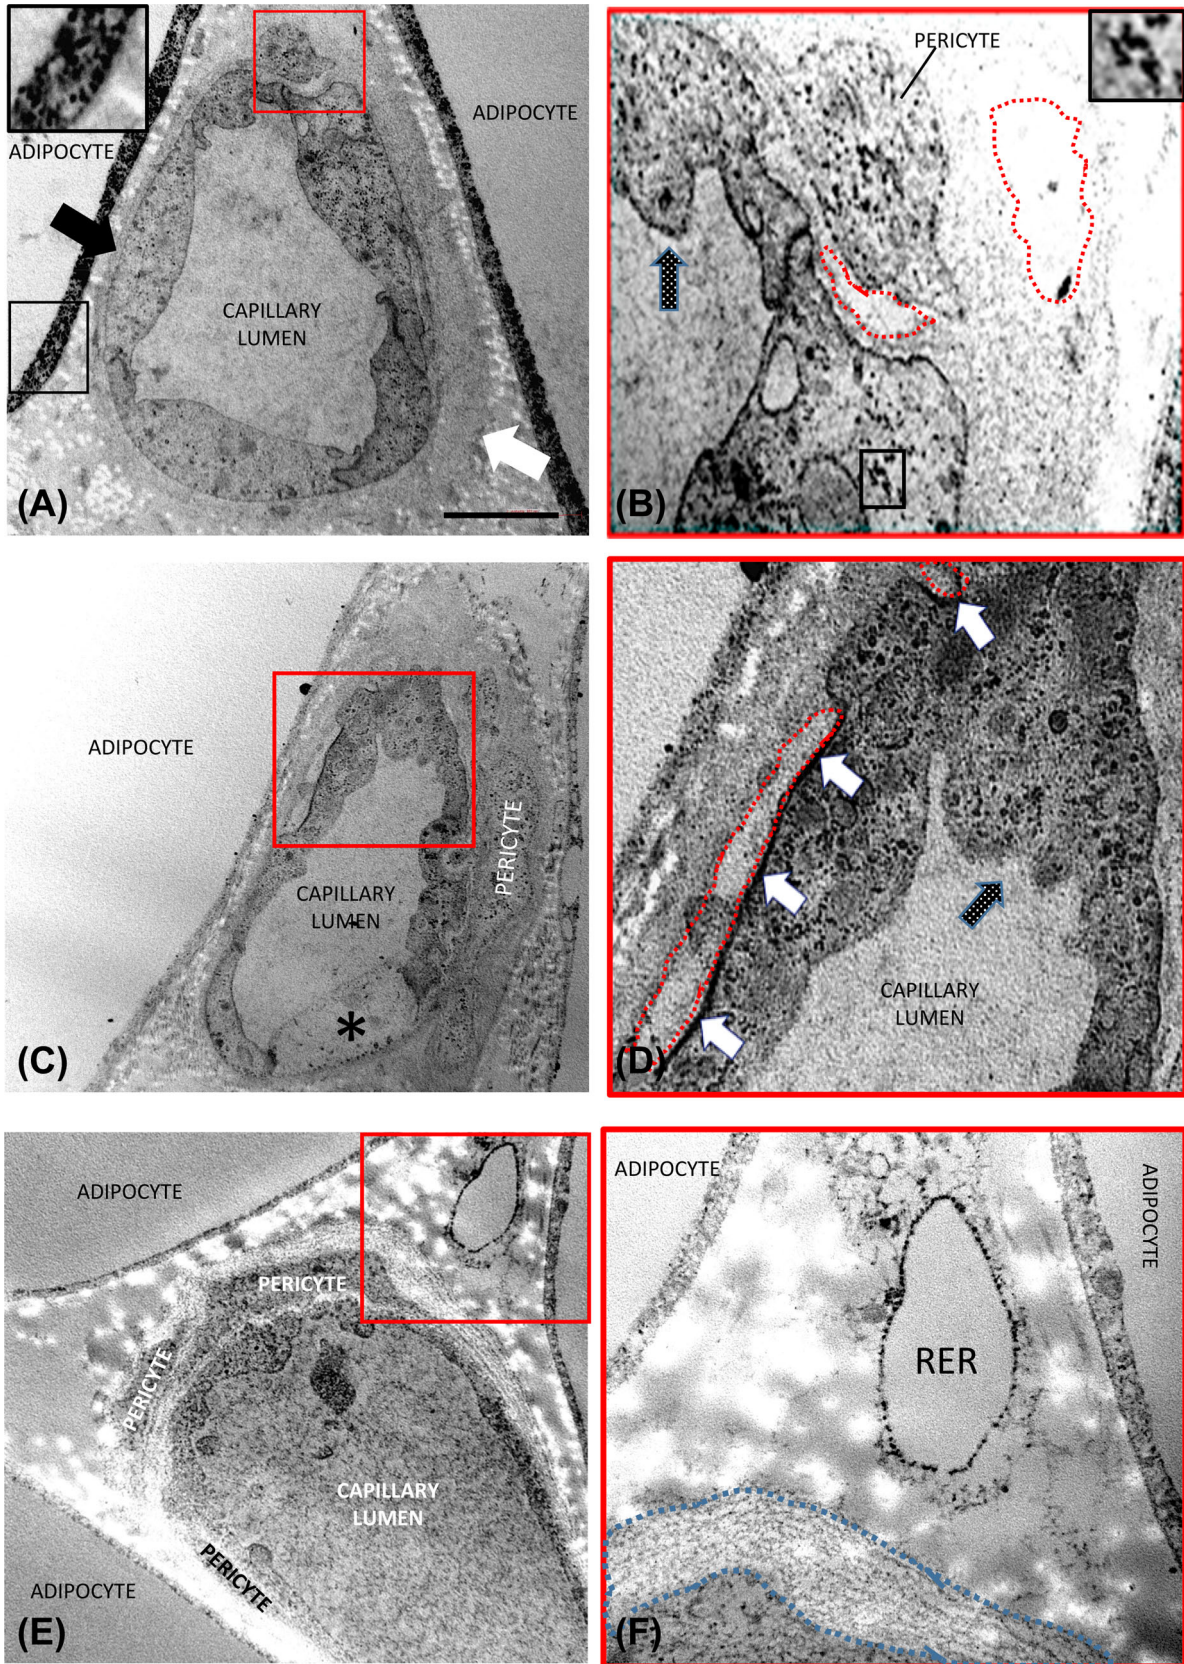 ADIPOCYTE
ADIPOCYTE
CAPILLARY
LUMEN
(A)
PERICYTE
(B)
ADIPOCYTE
CAPILLARY
LUMEN
PERICYTE
*
(C)
CAPILLARY
LUMEN
(D)
ADIPOCYTE
PERICYTE
PERICYTE
CAPILLARY
LUMEN
PERICYTE
ADIPOCYTE
(E)
ADIPOCYTE
ADIPOCYTE
RER
(F)